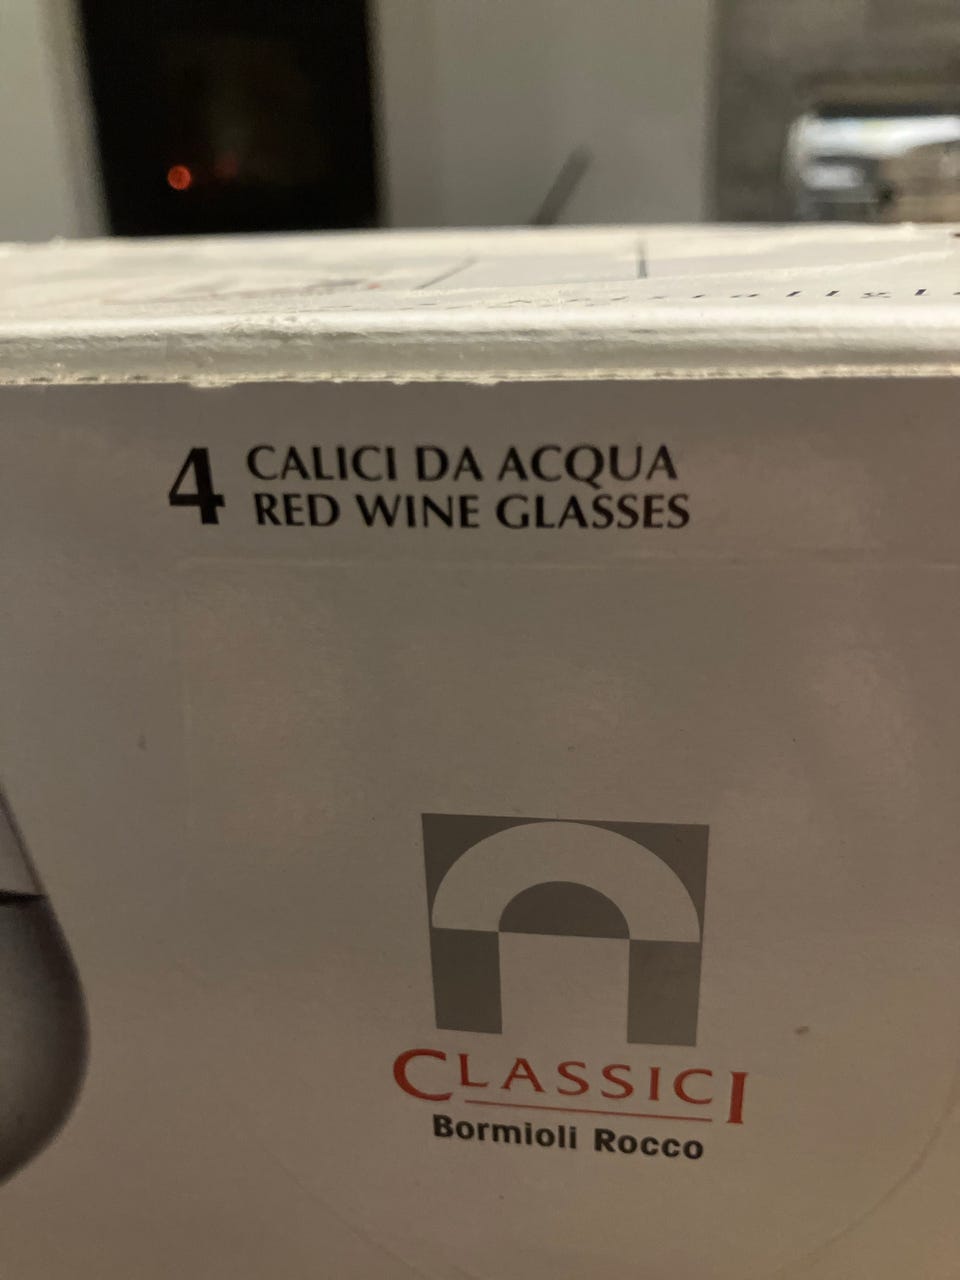 4 CALICI DA ACQUA
RED WINE GLASSES
CLASSICI
Bormioli Rocco